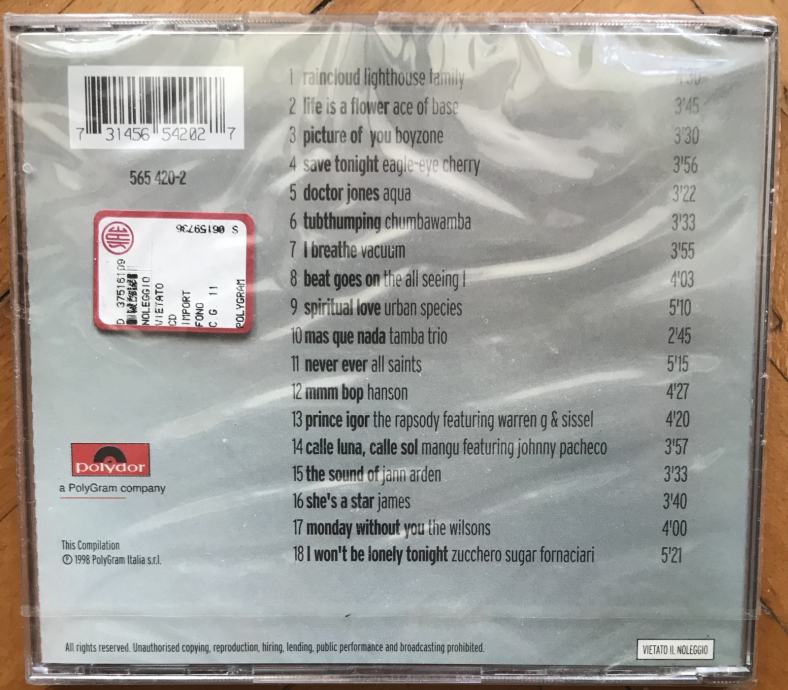 7 31456 54202 7
565 420-2
SIAE
S 06159736
D 37516109
NOLEGGIO
VIETATO
CD
IMPORT
FONO
C G 11
POLYGRAM
1 raincloud lighthouse family 4'30
2 life is a flower ace of base 3'45
3 picture of you boyzone 3'30
4 save tonight eagle-eye cherry 3'56
5 doctor jones aqua 3'22
6 tubthumping chumbawamba 3'33
7 I breathe vacuum 3'55
8 beat goes on the all seeing I 4'03
9 spiritual love urban species 5'10
10 mas que nada tamba trio 2'45
11 never ever all saints 5'15
12 mmm bop hanson 4'27
13 prince igor the rapsody featuring warren g & sissel 4'20
14 calle luna, calle sol mangu featuring johnny pacheco 3'57
15 the sound of jann arden 3'33
16 she's a star james 3'40
17 monday without you the wilsons 4'00
18 I won't be lonely tonight zucchero sugar fornaciari 5'21
polydor
a PolyGram company
This Compilation
℗ 1998 PolyGram Italia s.r.l.
All rights reserved. Unauthorised copying, reproduction, hiring, lending, public performance and broadcasting prohibited.
VIETATO IL NOLEGGIO